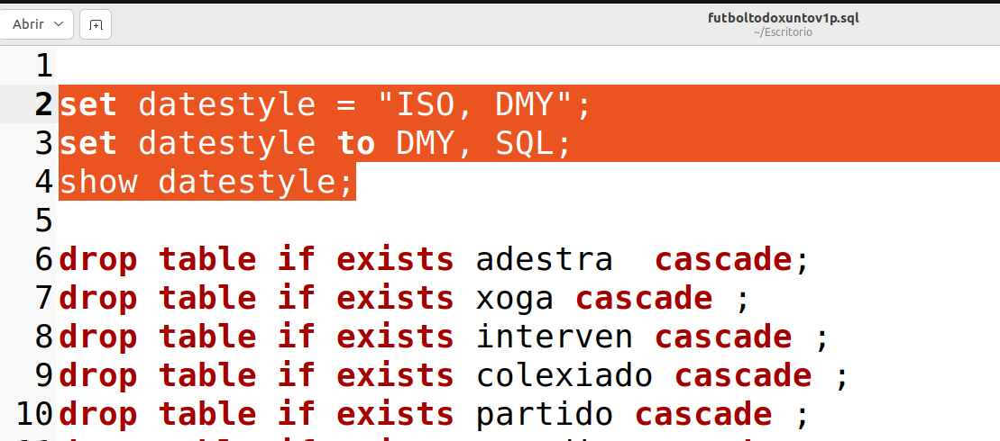 Abrir
futboltodoxuntov1p.sql
~/Escritorio
1
2 set datestyle = "ISO, DMY";
3 set datestyle to DMY, SQL;
4 show datestyle;
5
6 drop table if exists adestra  cascade;
7 drop table if exists xoga cascade ;
8 drop table if exists interven cascade ;
9 drop table if exists colexiado cascade ;
10 drop table if exists partido cascade ;